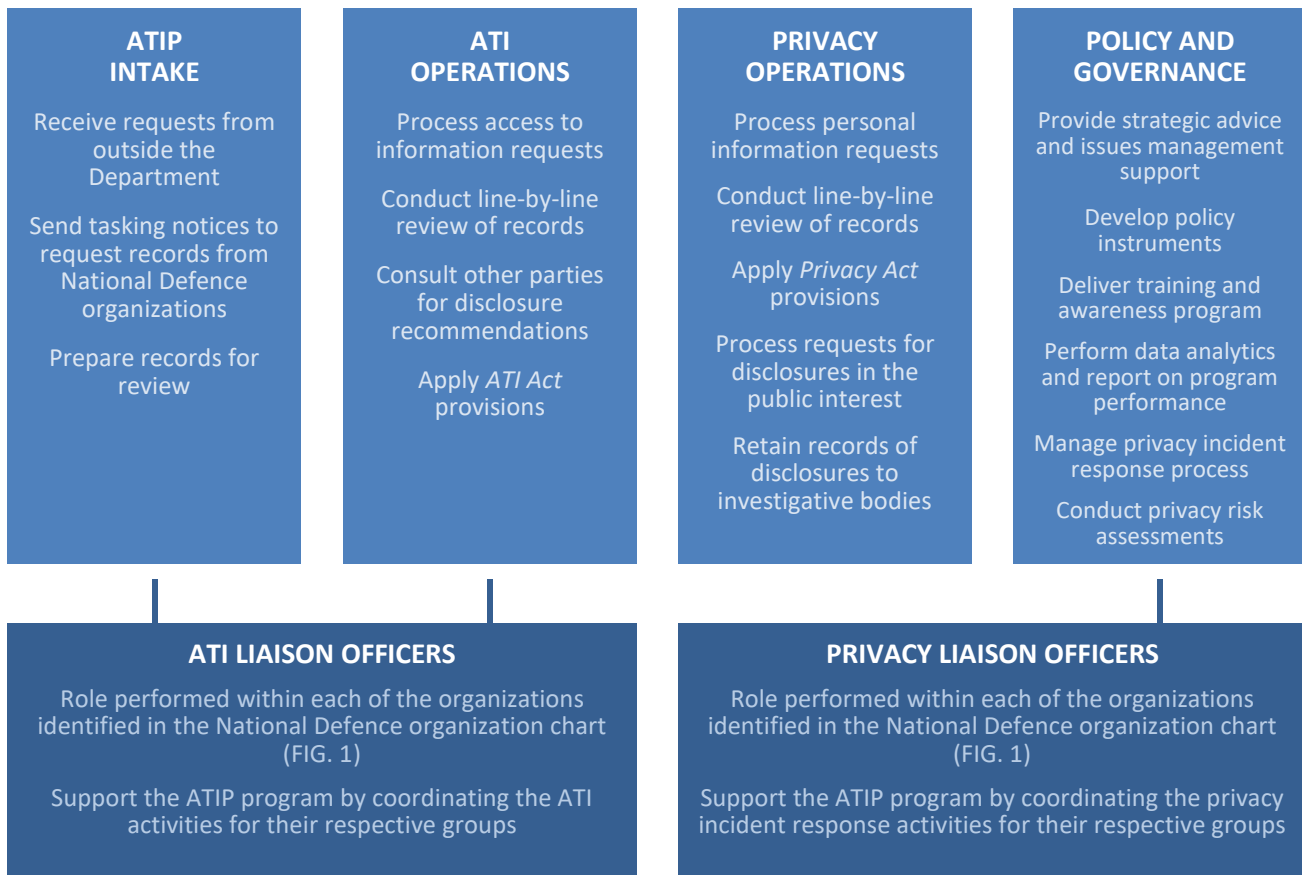 ATIP
INTAKE
Receive requests from
outside the
Department
Send tasking notices to
request records from
National Defence
organizations
Prepare records for
review
ATI
OPERATIONS
Process access to
information requests
Conduct line-by-line
review of records
Consult other parties
for disclosure
recommendations
Apply ATI Act
provisions
PRIVACY
OPERATIONS
Process personal
information requests
Conduct line-by-line
review of records
Apply Privacy Act
provisions
Process requests for
disclosures in the
public interest
Retain records of
disclosures to
investigative bodies
POLICY AND
GOVERNANCE
Provide strategic advice
and issues management
support
Develop policy
instruments
Deliver training and
awareness program
Perform data analytics
and report on program
performance
Manage privacy incident
response process
Conduct privacy risk
assessments
ATI LIAISON OFFICERS
Role performed within each of the organizations
identified in the National Defence organization chart
(FIG. 1)
Support the ATIP program by coordinating the ATI
activities for their respective groups
PRIVACY LIAISON OFFICERS
Role performed within each of the organizations
identified in the National Defence organization chart
(FIG. 1)
Support the ATIP program by coordinating the privacy
incident response activities for their respective groups